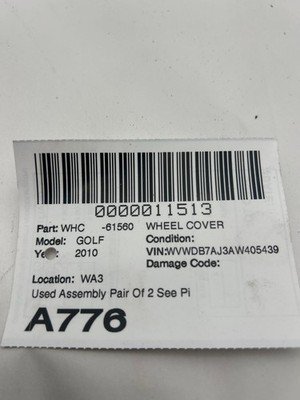 0000011513
Part: WHC -61560 WHEEL COVER
Model: GOLF Condition:
Year: 2010 VIN:WVWDB7AJ3AW405439
Damage Code:
Location: WA3
Used Assembly Pair Of 2 See Pi
A776